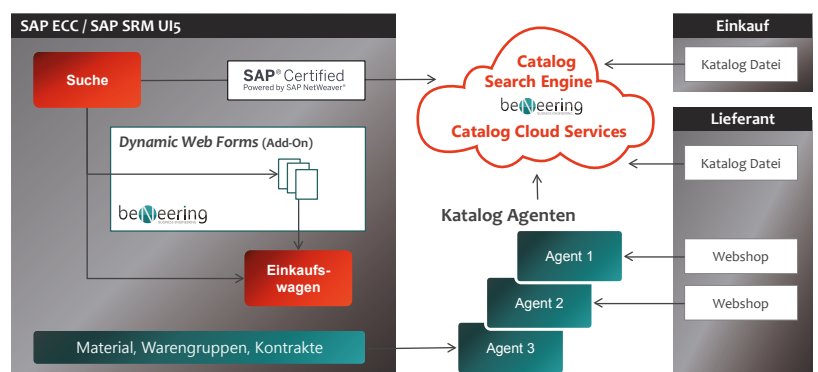 SAP ECC / SAP SRM UI5
Suche
SAP® Certified
Powered by SAP NetWeaver®
Dynamic Web Forms (Add-On)
beNeering
Einkaufs-
wagen
Material, Warengruppen, Kontrakte
Catalog
Search Engine
beNeering
Catalog Cloud Services
Katalog Agenten
Agent 1
Agent 2
Agent 3
Einkauf
Katalog Datei
Lieferant
Katalog Datei
Webshop
Webshop